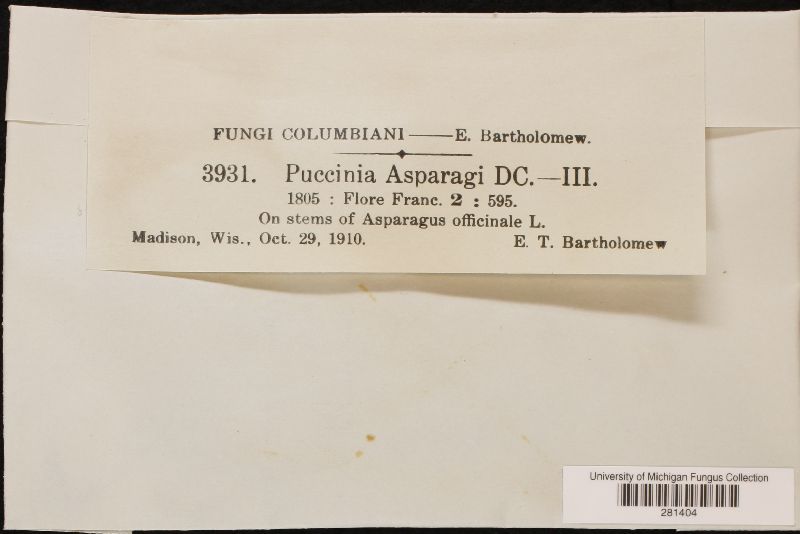 FUNGI COLUMBIANI——E. Bartholomew.
3931. Puccinia Asparagi DC.—III.
1805 : Flore Franc. 2 : 595.
On stems of Asparagus officinale L.
Madison, Wis., Oct. 29, 1910. E. T. Bartholomew
University of Michigan Fungus Collection
281404